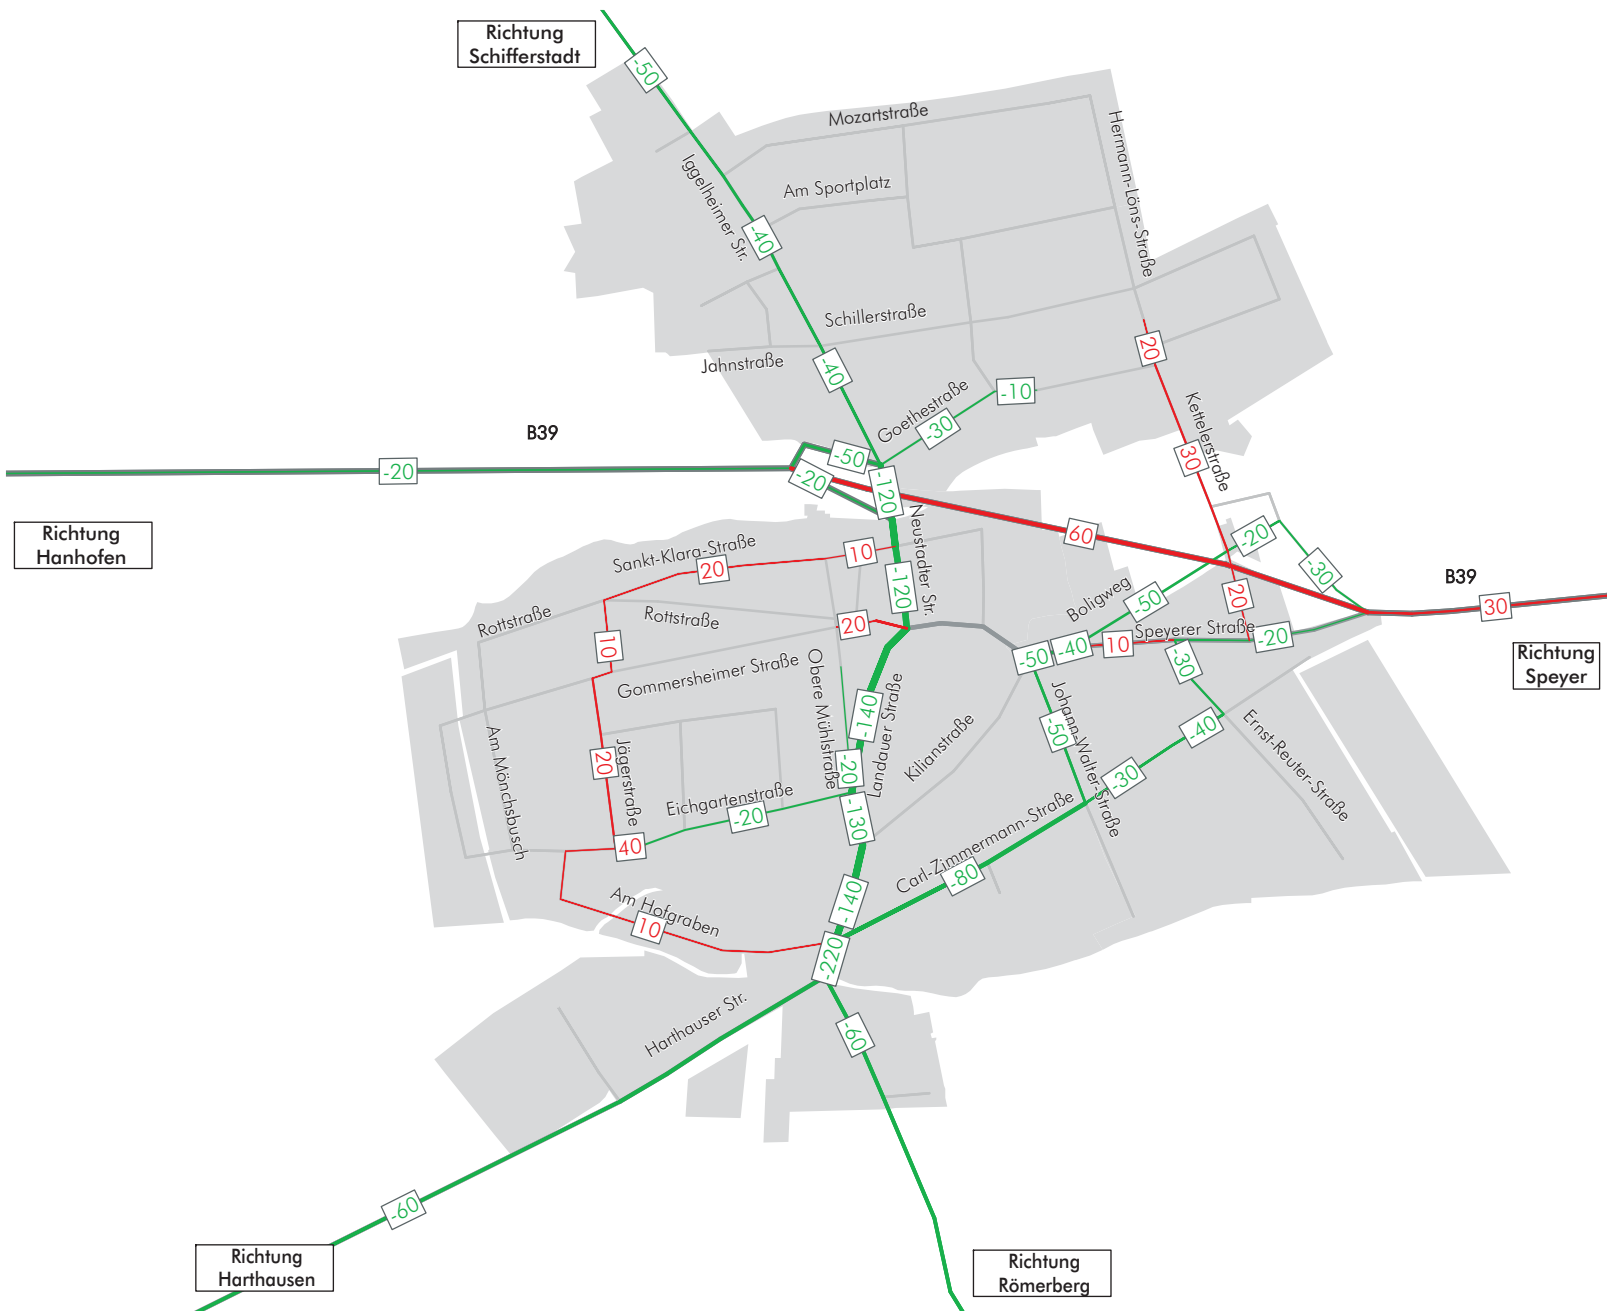 Richtung
Schifferstadt
-50
Mozartstraße
Hermann-Löns-Straße
Iggelheimer Str.
Am Sportplatz
-40
Schillerstraße
20
Jahnstraße
-40
Goethestraße
-10
Kettelerstraße
-30
B39
-50
30
-20
-20
-120
Neustadter Str.
60
-20
Richtung
Hanhofen
Sankt-Klara-Straße
10
20
-30
B39
-120
Boligweg
-50
20
30
Rottstraße
Rottstraße
20
Speyerer Straße
-20
10
-50
-40
10
-30
Richtung
Speyer
Gommersheimer Straße
Obere Mühlstraße
Landauer Straße
-140
Kilianstraße
Johann-Walter-Straße
-50
-40
Ernst-Reuter-Straße
Am Mönchsbusch
20
Jägerstraße
-20
-30
Eichgartenstraße
-20
-130
40
Carl-Zimmermann-Straße
-80
Am Hofgraben
10
-140
-220
Harthauser Str.
-60
-60
Richtung
Harthausen
Richtung
Römerberg